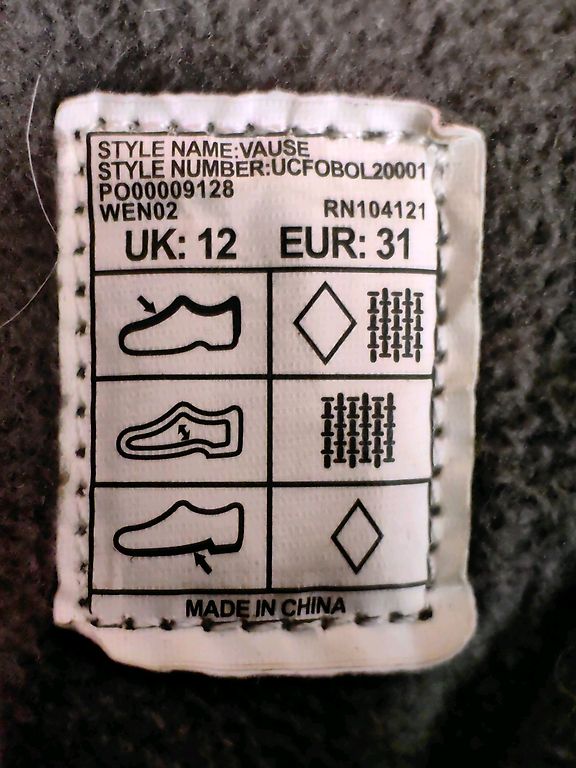 STYLE NAME:VAUSE
STYLE NUMBER:UCFOBOL20001
PO00009128
WEN02 RN104121
UK: 12 EUR: 31
MADE IN CHINA